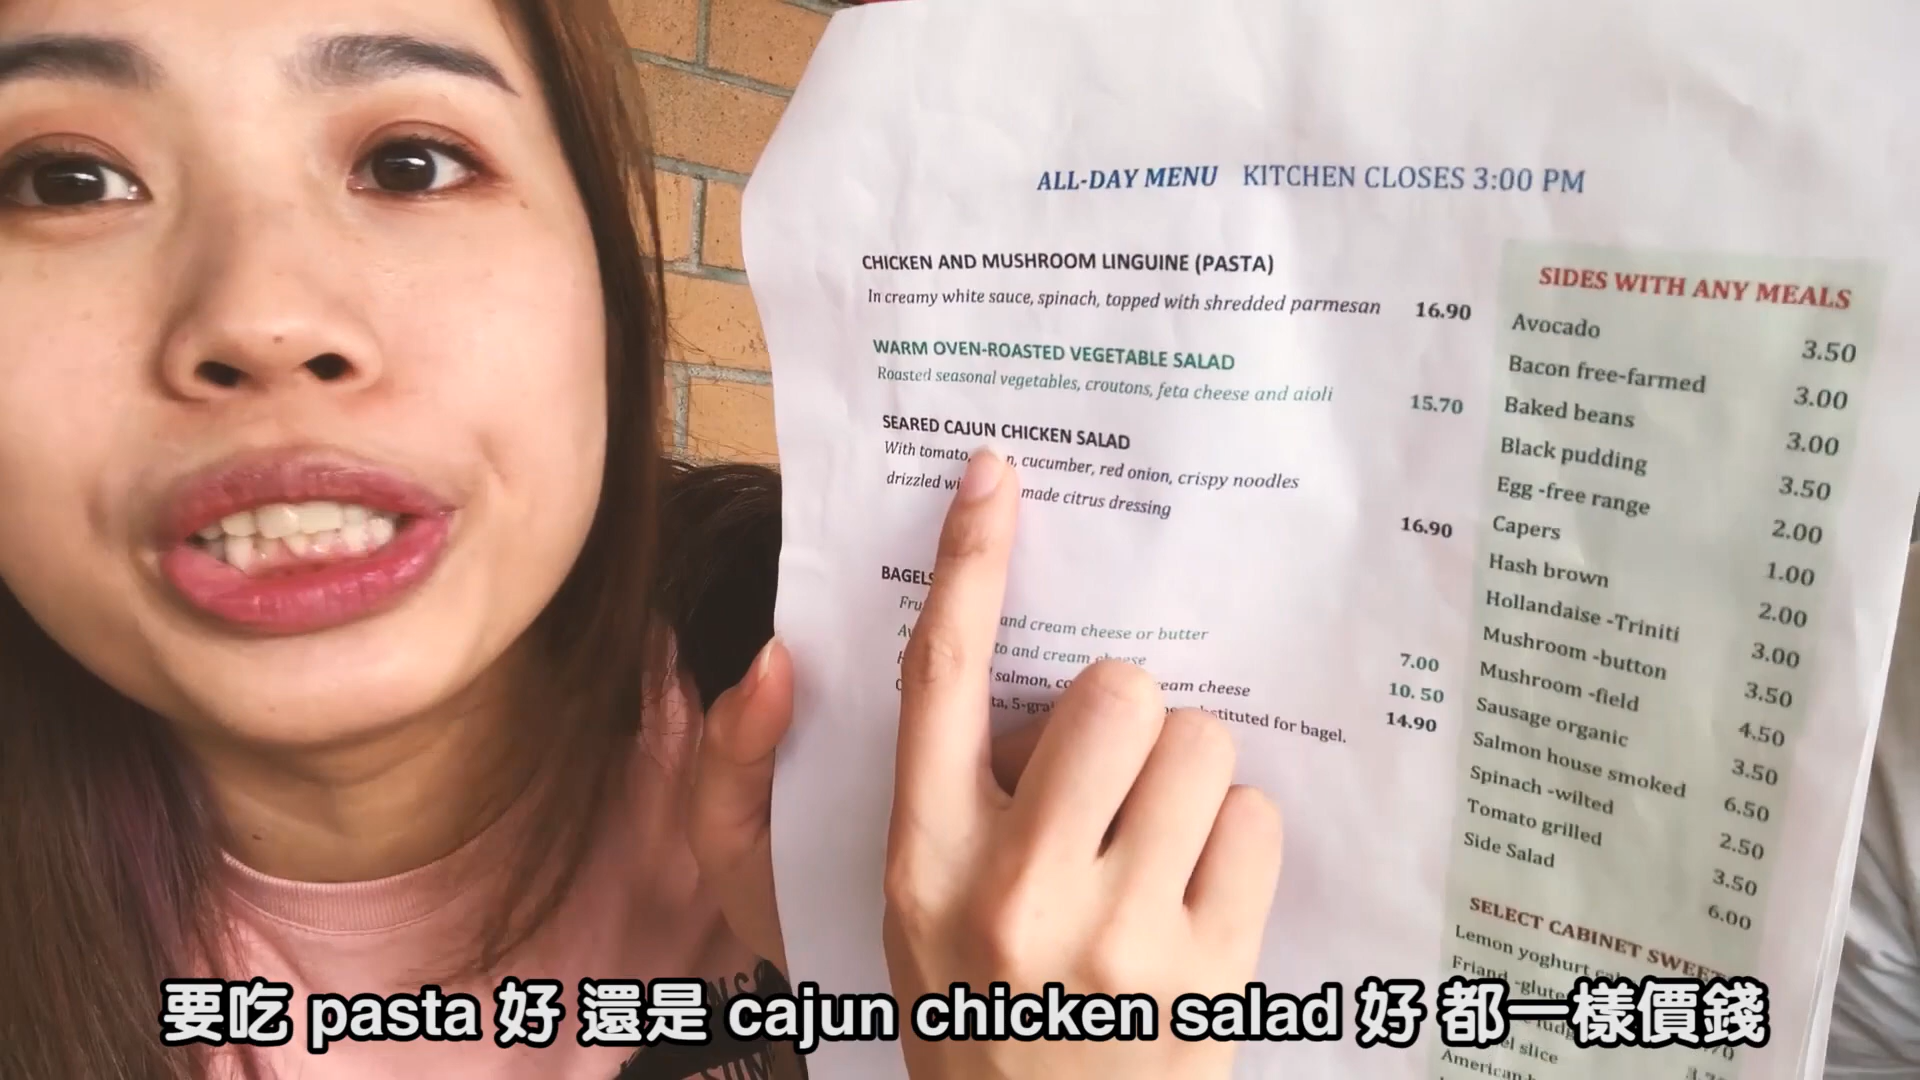 ALL-DAY MENU KITCHEN CLOSES 3:00 PM
CHICKEN AND MUSHROOM LINGUINE (PASTA)
In creamy white sauce, spinach, topped with shredded parmesan 16.90
WARM OVEN-ROASTED VEGETABLE SALAD
Roasted seasonal vegetables, croutons, feta cheese and aioli 15.70
SEARED CAJUN CHICKEN SALAD
With tomato, cucumber, red onion, crispy noodles
drizzled made citrus dressing
16.90
BAGELS
and cream cheese or butter 7.00
and cream cheese 10.50
salmon, cream cheese 14.90
substituted for bagel.
SIDES WITH ANY MEALS
Avocado 3.50
Bacon free-farmed 3.00
Baked beans 3.00
Black pudding 3.50
Egg -free range 2.00
Capers 1.00
Hash brown 2.00
Hollandaise -Triniti 3.00
Mushroom -button 3.50
Mushroom -field 4.50
Sausage organic 3.50
Salmon house smoked 6.50
Spinach -wilted 2.50
Tomato grilled 3.50
Side Salad 6.00
SELECT CABINET
Lemon yoghurt
slice
American
要吃 pasta 好 還是 cajun chicken salad 好 都一樣價錢